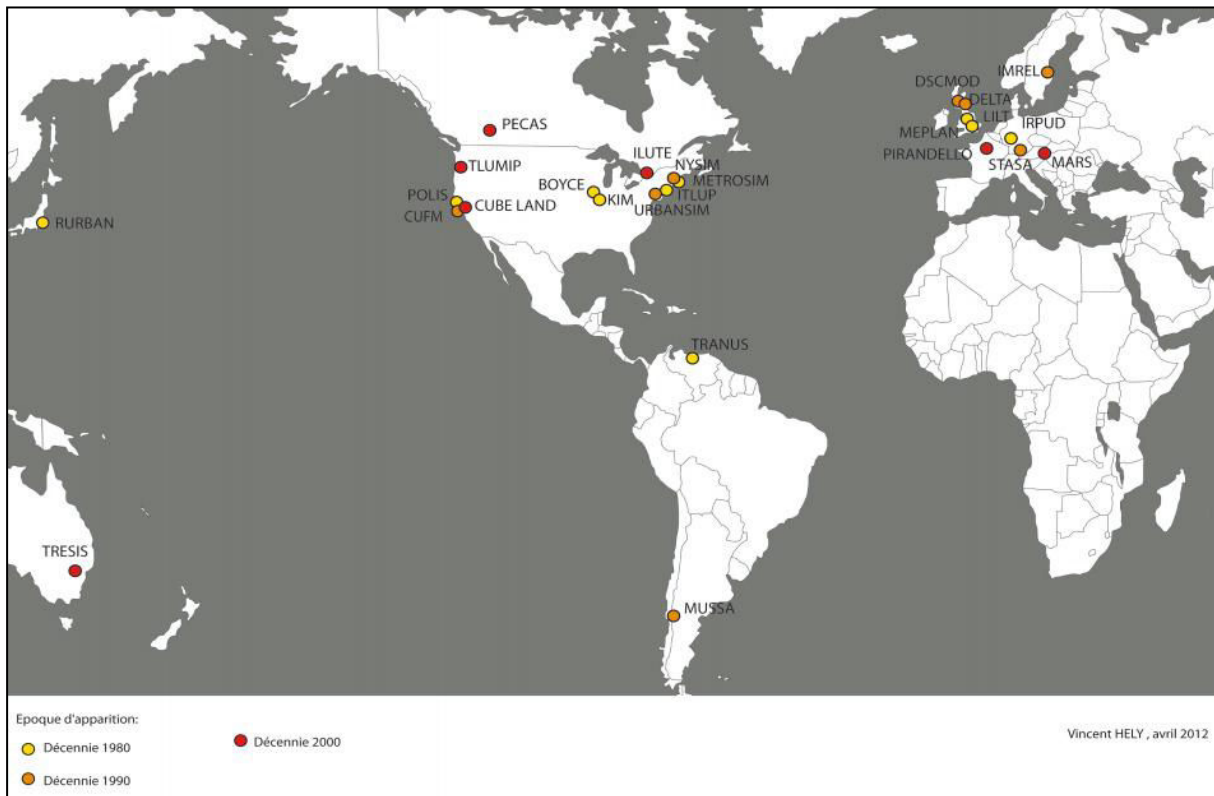 IMREL
DSCMOD
DELTA
LILT
PECAS
IRPUD
MEPLAN
ILUTE
PIRANDELLO
NYSIM
STASA
MARS
TLUMIP
METROSIM
BOYCE
POLIS
ITLUP
CUBE LAND
KIM
URBANSIM
CUFM
RURBAN
TRANUS
TRESIS
MUSSA
Epoque d'apparition:
Décennie 1980
Décennie 2000
Vincent HELY , avril 2012
Décennie 1990